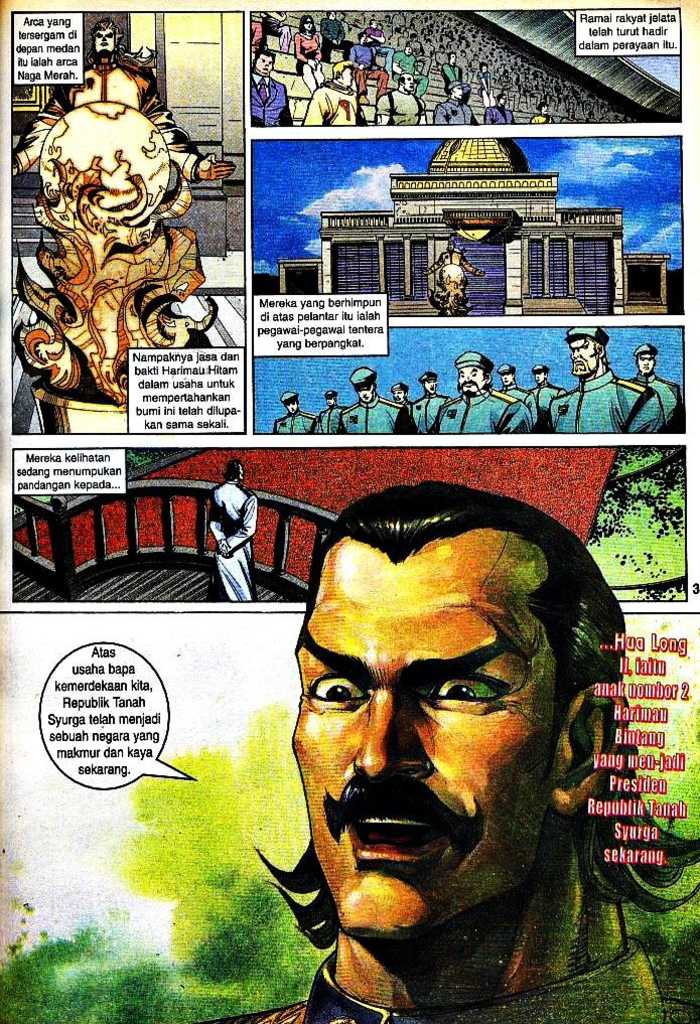 Arca yang
tersergam di
depan medan
itu ialah arca
Naga Merah.
Ramai rakyat jelata
telah turut hadir
dalam perayaan itu.
Nampaknya jasa dan
bakti Harimau Hitam
dalam usaha untuk
mempertahankan
bumi ini telah dilupa-
kan sama sekali.
Mereka yang berhimpun
di atas pelantar itu ialah
pegawai-pegawai tentera
yang berpangkat.
Mereka kelihatan
sedang menumpukan
pandangan kepada...
3
Atas
usaha bapa
kemerdekaan kita,
Republik Tanah
Syurga telah menjadi
sebuah negara yang
makmur dan kaya
sekarang.
...Hua Long
II, iaitu
anak nombor 2
Harimau
Bintang
yang men-jadi
Presiden
Republik Tanah
Syurga
sekarang.